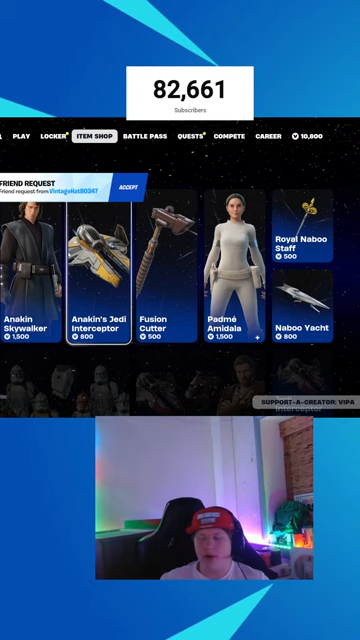 82,661
Subscribers
PLAY LOCKER ITEM SHOP BATTLE PASS QUESTS COMPETE CAREER 10,800
FRIEND REQUEST
Friend request from VintageHat80347
ACCEPT
Anakin
Skywalker
1,500
Anakin's Jedi
Interceptor
800
Fusion
Cutter
500
Padmé
Amidala
1,500
Royal Naboo
Staff
500
Naboo Yacht
800
SUPPORT-A-CREATOR: VIPA
Interceptor